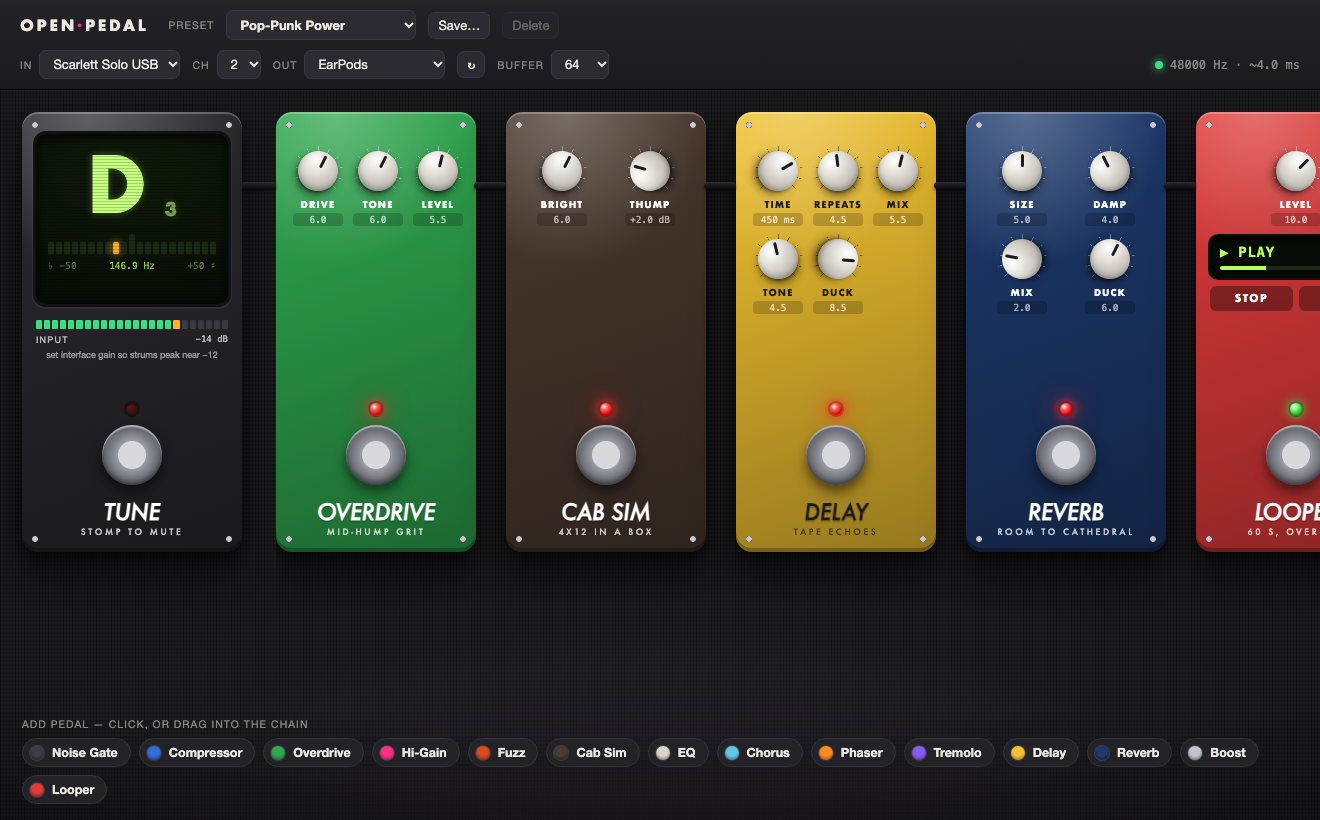 OPEN·PEDAL PRESET Pop-Punk Power Save... Delete
IN Scarlett Solo USB CH 2 OUT EarPods ↻ BUFFER 64 48000 Hz · ~4.0 ms
D 3
♭ −50 146.9 Hz +50 ♯
INPUT −14 dB
set interface gain so strums peak near −12
TUNE
STOMP TO MUTE
DRIVE TONE LEVEL
6.0 6.0 5.5
OVERDRIVE
MID-HUMP GRIT
BRIGHT THUMP
6.0 +2.0 dB
CAB SIM
4X12 IN A BOX
TIME REPEATS MIX
450 ms 4.5 5.5
TONE DUCK
4.5 8.5
DELAY
TAPE ECHOES
SIZE DAMP
5.0 4.0
MIX DUCK
2.0 6.0
REVERB
ROOM TO CATHEDRAL
LEVEL
10.0
▶ PLAY
STOP
LOOPE
60 S, OVER
ADD PEDAL — CLICK, OR DRAG INTO THE CHAIN
Noise Gate Compressor Overdrive Hi-Gain Fuzz Cab Sim EQ Chorus Phaser Tremolo Delay Reverb Boost
Looper